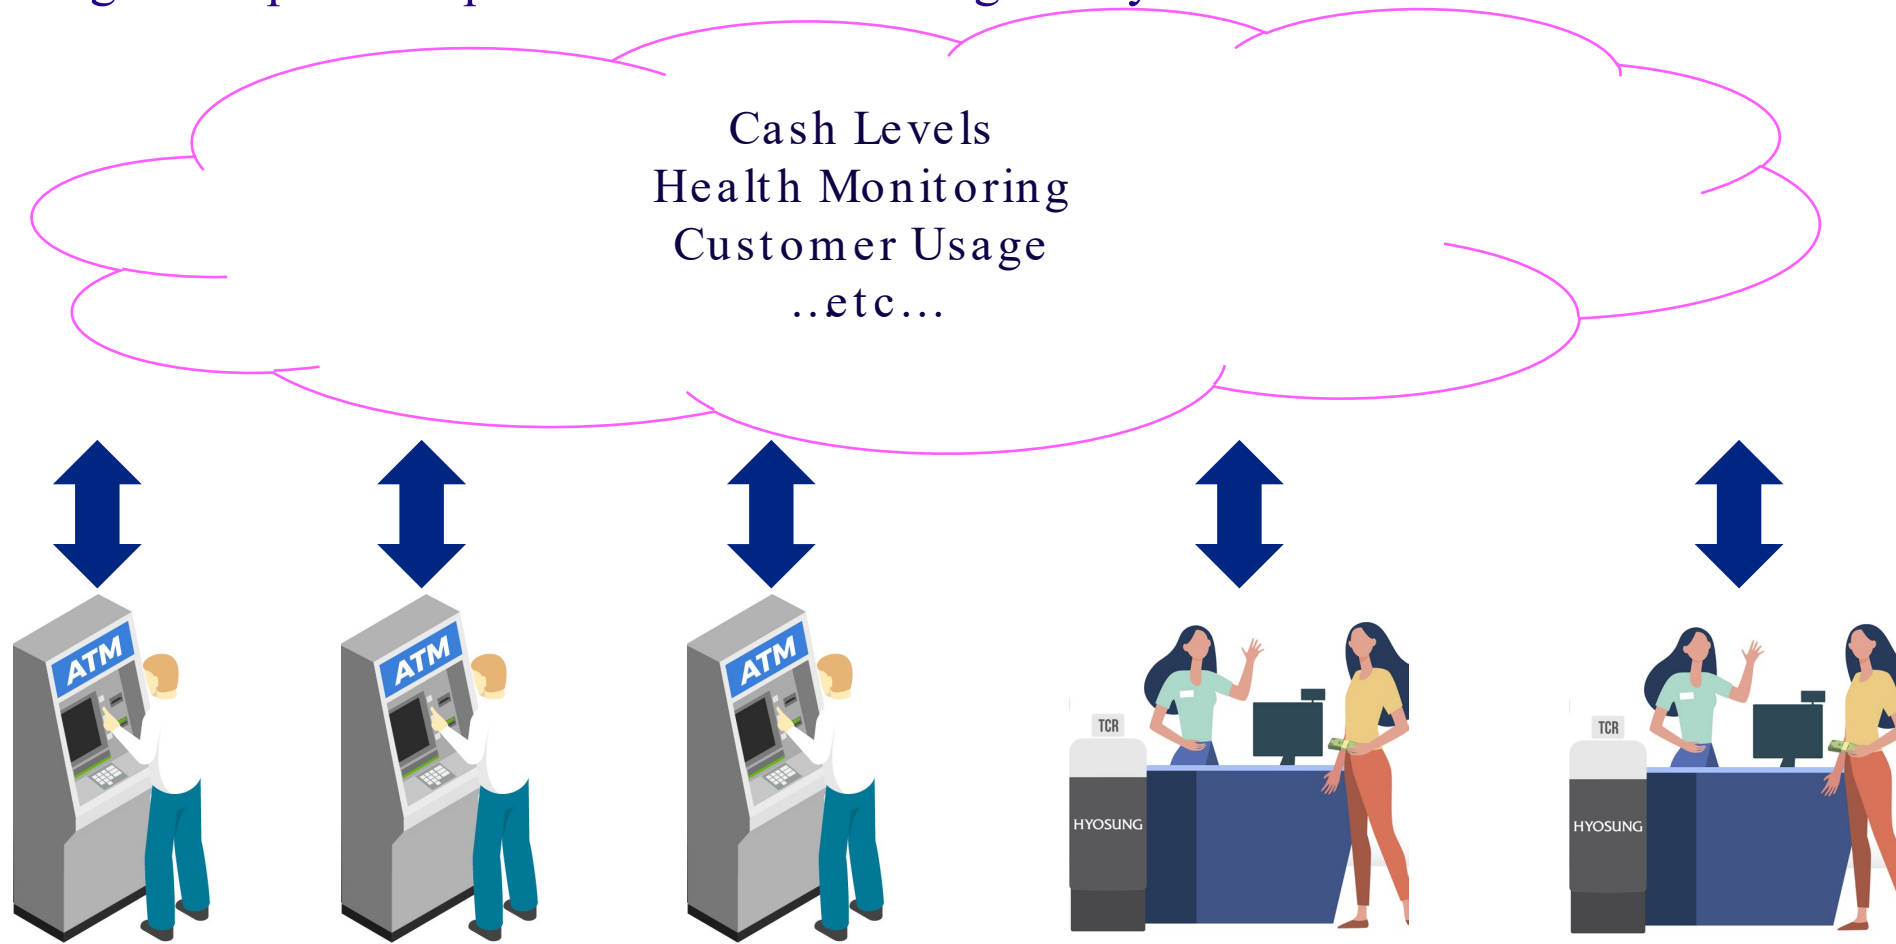 Cash Levels
Health Monitoring
Customer Usage
...etc...
ATM
ATM
ATM
TCR
HYOSUNG
TCR
HYOSUNG